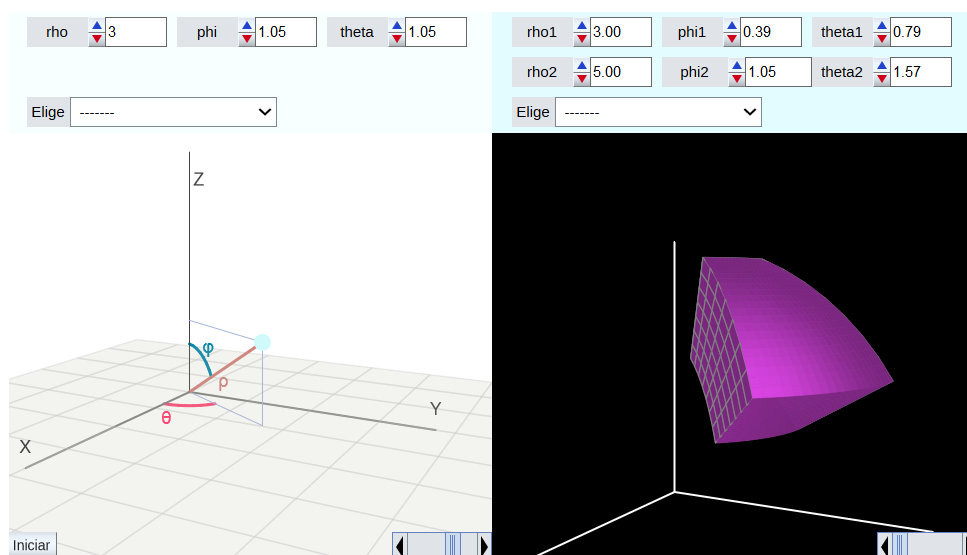 rho 3 phi 1.05 theta 1.05
Elige -------
Z
φ
ρ
Y
θ
X
Iniciar
rho1 3.00 phi1 0.39 theta1 0.79
rho2 5.00 phi2 1.05 theta2 1.57
Elige -------